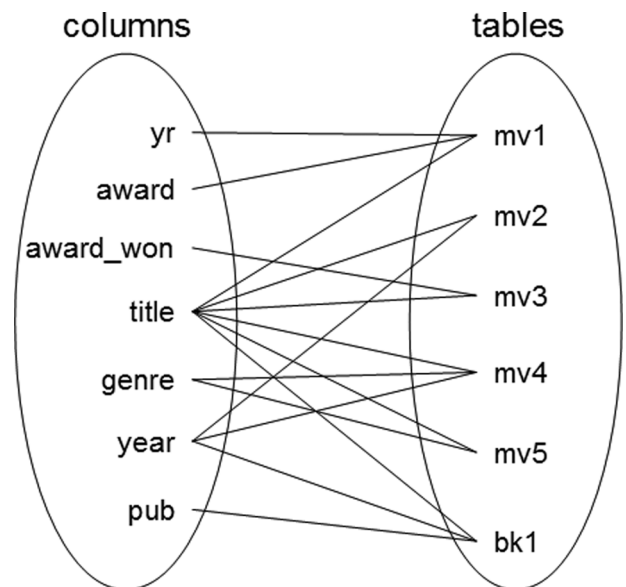 columns
tables
yr
award
award_won
title
genre
year
pub
mv1
mv2
mv3
mv4
mv5
bk1